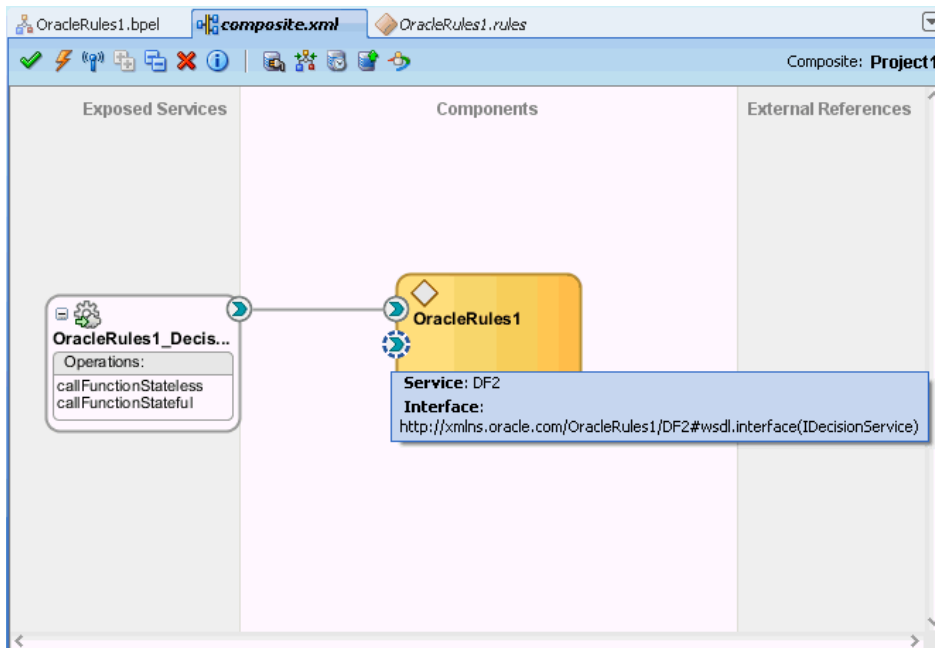 OracleRules1.bpel composite.xml OracleRules1.rules
Composite: Project1
Exposed Services Components External References
OracleRules1
OracleRules1_Decis...
Operations:
callFunctionStateless
callFunctionStateful
Service: DF2
Interface:
http://xmlns.oracle.com/OracleRules1/DF2#wsdl.interface(IDecisionService)